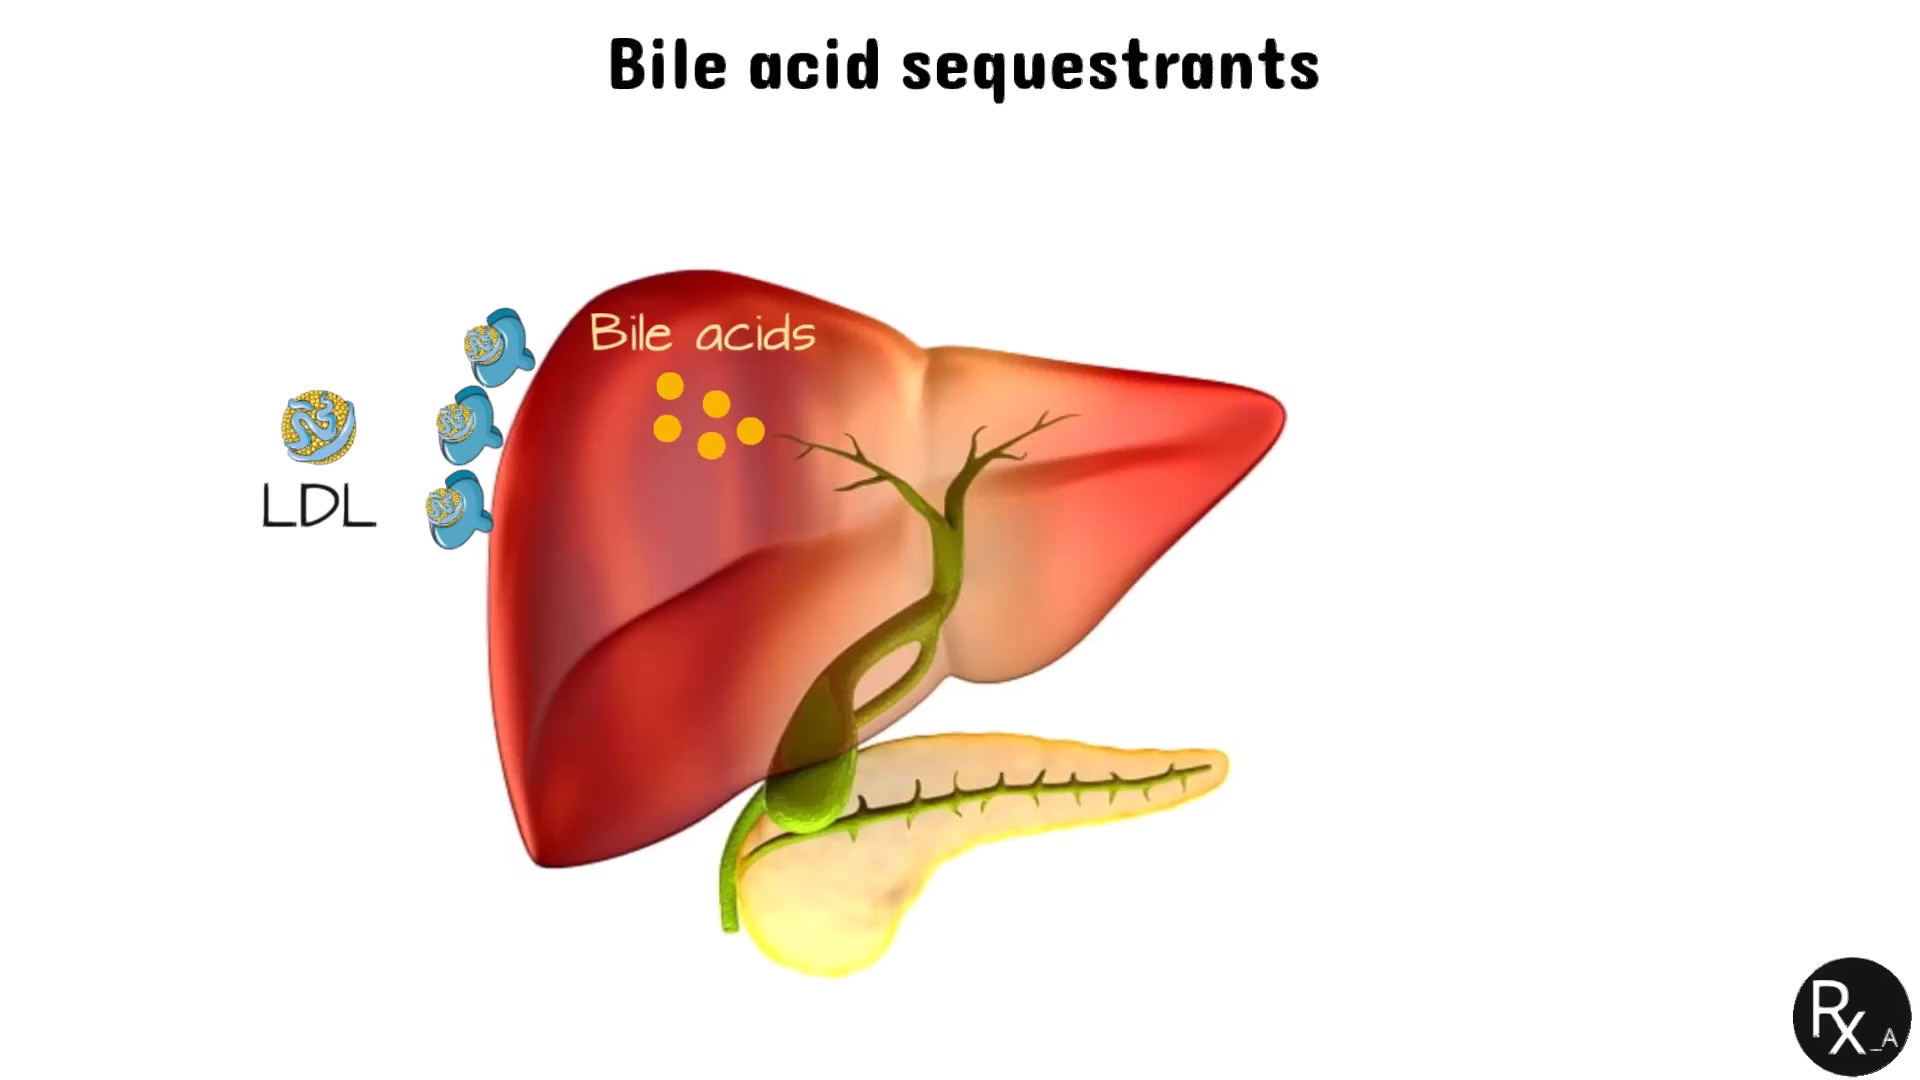 Bile acid sequestrants
Bile acids
LDL
Rx_A